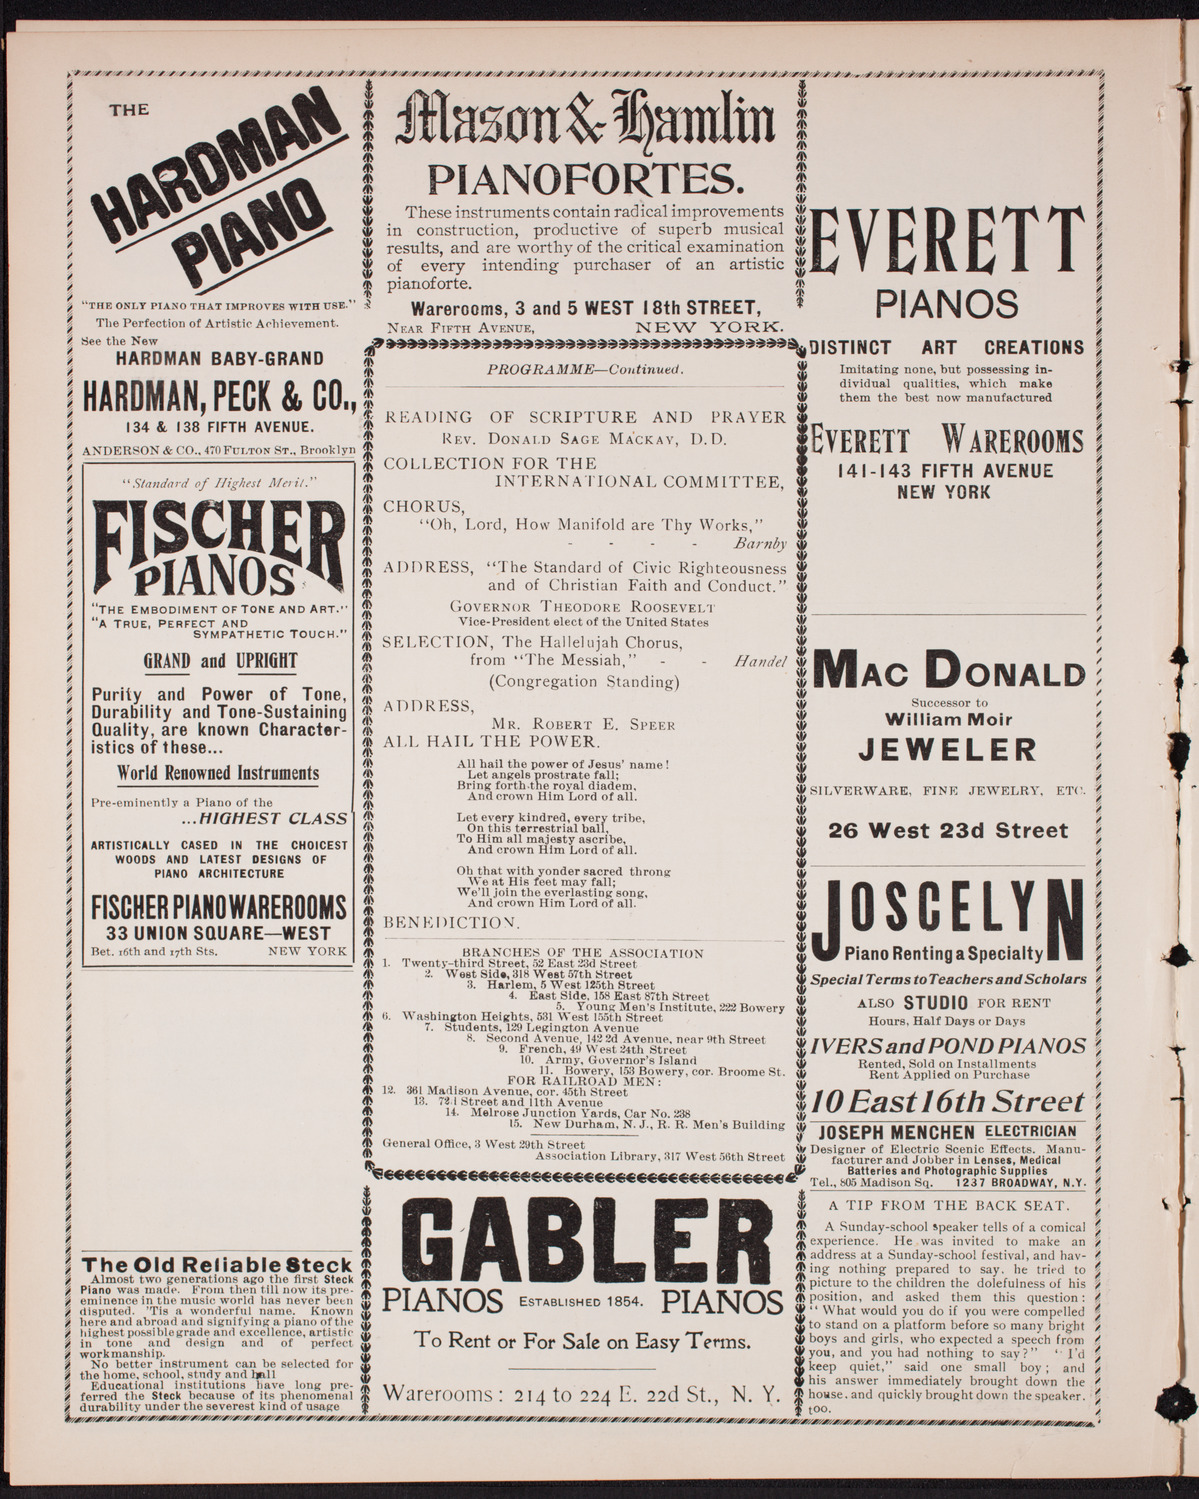 THE
HARDMAN
PIANO
"THE ONLY PIANO THAT IMPROVES WITH USE."
The Perfection of Artistic Achievement.
See the New
HARDMAN BABY-GRAND
HARDMAN, PECK & CO.,
134 & 138 FIFTH AVENUE.
ANDERSON & CO., 470 FULTON ST., Brooklyn
"Standard of Highest Merit."
FISCHER
PIANOS
"THE EMBODIMENT OF TONE AND ART."
"A TRUE, PERFECT AND
SYMPATHETIC TOUCH."
GRAND and UPRIGHT
Purity and Power of Tone,
Durability and Tone-Sustaining
Quality, are known Character-
istics of these...
World Renowned Instruments
Pre-eminently a Piano of the
...HIGHEST CLASS
ARTISTICALLY CASED IN THE CHOICEST
WOODS AND LATEST DESIGNS OF
PIANO ARCHITECTURE
FISCHER PIANO WAREROOMS
33 UNION SQUARE—WEST
Bet. 16th and 17th Sts. NEW YORK
The Old Reliable Steck
Almost two generations ago the first Steck
Piano was made. From then till now its pre-
eminence in the music world has never been
disputed. 'Tis a wonderful name. Known
here and abroad and signifying a piano of the
highest possible grade and excellence, artistic
in tone and design and of perfect
workmanship.
No better instrument can be selected for
the home, school, study and hall
Educational institutions have long pre-
ferred the Steck because of its phenomenal
durability under the severest kind of usage
Mason & Hamlin
PIANOFORTES.
These instruments contain radical improvements
in construction, productive of superb musical
results, and are worthy of the critical examination
of every intending purchaser of an artistic
pianoforte.
Warerooms, 3 and 5 WEST 18th STREET,
NEAR FIFTH AVENUE, NEW YORK.
PROGRAMME—Continued.
READING OF SCRIPTURE AND PRAYER
REV. DONALD SAGE MACKAY, D.D.
COLLECTION FOR THE
INTERNATIONAL COMMITTEE,
CHORUS,
"Oh, Lord, How Manifold are Thy Works,"
- - - - Barnby
ADDRESS, "The Standard of Civic Righteousness
and of Christian Faith and Conduct."
GOVERNOR THEODORE ROOSEVELT
Vice-President elect of the United States
SELECTION, The Hallelujah Chorus,
from "The Messiah," - - Handel
(Congregation Standing)
ADDRESS,
MR. ROBERT E. SPEER
ALL HAIL THE POWER.
All hail the power of Jesus' name!
Let angels prostrate fall;
Bring forth the royal diadem,
And crown Him Lord of all.
Let every kindred, every tribe,
On this terrestrial ball,
To Him all majesty ascribe,
And crown Him Lord of all.
Oh that with yonder sacred throng
We at His feet may fall;
We'll join the everlasting song,
And crown Him Lord of all.
BENEDICTION.
BRANCHES OF THE ASSOCIATION
1. Twenty-third Street, 52 East 23d Street
2. West Side, 318 West 57th Street
3. Harlem, 5 West 125th Street
4. East Side, 158 East 87th Street
5. Young Men's Institute, 222 Bowery
6. Washington Heights, 531 West 155th Street
7. Students, 129 Legington Avenue
8. Second Avenue, 142 2d Avenue, near 9th Street
9. French, 49 West 24th Street
10. Army, Governor's Island
11. Bowery, 153 Bowery, cor. Broome St.
FOR RAILROAD MEN:
12. 361 Madison Avenue, cor. 45th Street
13. 72d Street and 11th Avenue
14. Melrose Junction Yards, Car No. 238
15. New Durham, N. J., R. R. Men's Building
General Office, 3 West 29th Street
Association Library, 317 West 56th Street
GABLER
PIANOS ESTABLISHED 1854. PIANOS
To Rent or For Sale on Easy Terms.
Warerooms: 214 to 224 E. 22d St., N. Y.
EVERETT
PIANOS
DISTINCT ART CREATIONS
Imitating none, but possessing in-
dividual qualities, which make
them the best now manufactured
EVERETT WAREROOMS
141-143 FIFTH AVENUE
NEW YORK
MAC DONALD
Successor to
William Moir
JEWELER
SILVERWARE, FINE JEWELRY, ETC.
26 West 23d Street
JOSCELYN
Piano Renting a Specialty
Special Terms to Teachers and Scholars
ALSO STUDIO FOR RENT
Hours, Half Days or Days
IVERS and POND PIANOS
Rented, Sold on Installments
Rent Applied on Purchase
10 East 16th Street
JOSEPH MENCHEN ELECTRICIAN
Designer of Electric Scenic Effects. Manu-
facturer and Jobber in Lenses, Medical
Batteries and Photographic Supplies
Tel., 805 Madison Sq. 1237 BROADWAY, N.Y.
A TIP FROM THE BACK SEAT.
A Sunday-school speaker tells of a comical
experience. He was invited to make an
address at a Sunday-school festival, and hav-
ing nothing prepared to say, he tried to
picture to the children the dolefulness of his
position, and asked them this question:
"What would you do if you were compelled
to stand on a platform before so many bright
boys and girls, who expected a speech from
you, and you had nothing to say?" "I'd
keep quiet," said one small boy; and
his answer immediately brought down the
house, and quickly brought down the speaker,
too.